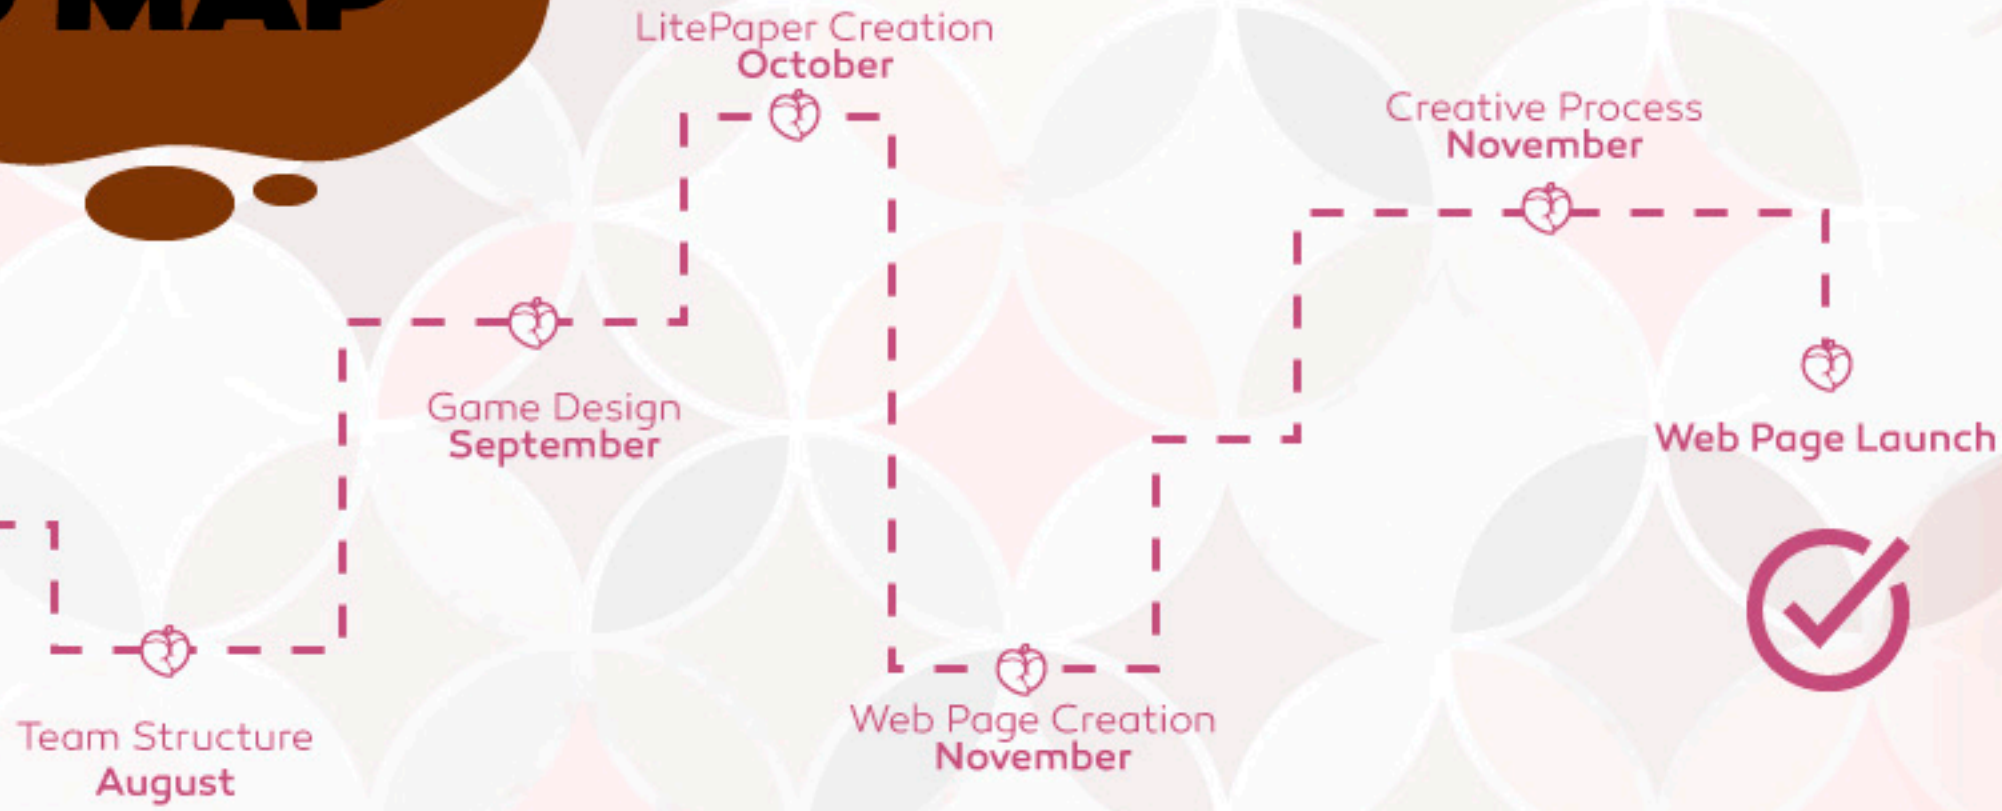 MAP
LitePaper Creation
October
Creative Process
November
Game Design
September
Web Page Launch
Team Structure
August
Web Page Creation
November